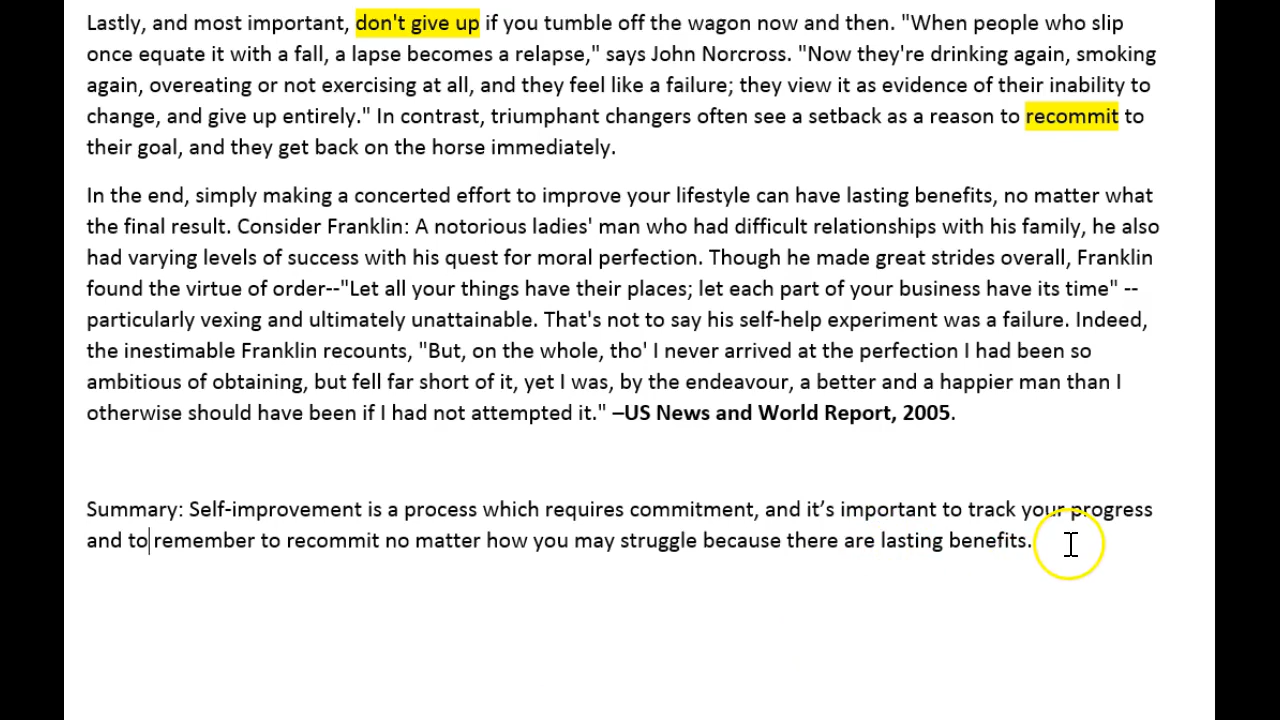 Lastly, and most important, don't give up if you tumble off the wagon now and then. "When people who slip
once equate it with a fall, a lapse becomes a relapse," says John Norcross. "Now they're drinking again, smoking
again, overeating or not exercising at all, and they feel like a failure; they view it as evidence of their inability to
change, and give up entirely." In contrast, triumphant changers often see a setback as a reason to recommit to
their goal, and they get back on the horse immediately.
In the end, simply making a concerted effort to improve your lifestyle can have lasting benefits, no matter what
the final result. Consider Franklin: A notorious ladies' man who had difficult relationships with his family, he also
had varying levels of success with his quest for moral perfection. Though he made great strides overall, Franklin
found the virtue of order--"Let all your things have their places; let each part of your business have its time" --
particularly vexing and ultimately unattainable. That's not to say his self-help experiment was a failure. Indeed,
the inestimable Franklin recounts, "But, on the whole, tho' I never arrived at the perfection I had been so
ambitious of obtaining, but fell far short of it, yet I was, by the endeavour, a better and a happier man than I
otherwise should have been if I had not attempted it." –US News and World Report, 2005.
Summary: Self-improvement is a process which requires commitment, and it’s important to track your progress
and to remember to recommit no matter how you may struggle because there are lasting benefits.